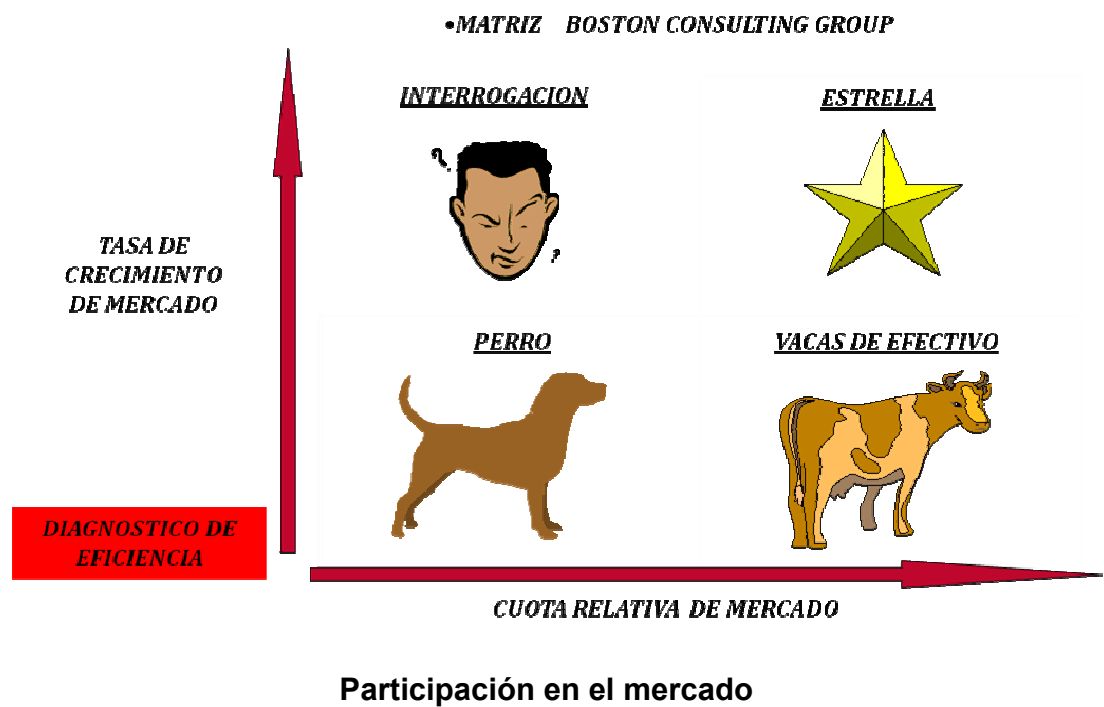 •MATRIZ BOSTON CONSULTING GROUP
INTERROGACION
ESTRELLA
?
?
TASA DE
CRECIMIENTO
DE MERCADO
PERRO
VACAS DE EFECTIVO
DIAGNOSTICO DE
EFICIENCIA
CUOTA RELATIVA DE MERCADO
Participación en el mercado